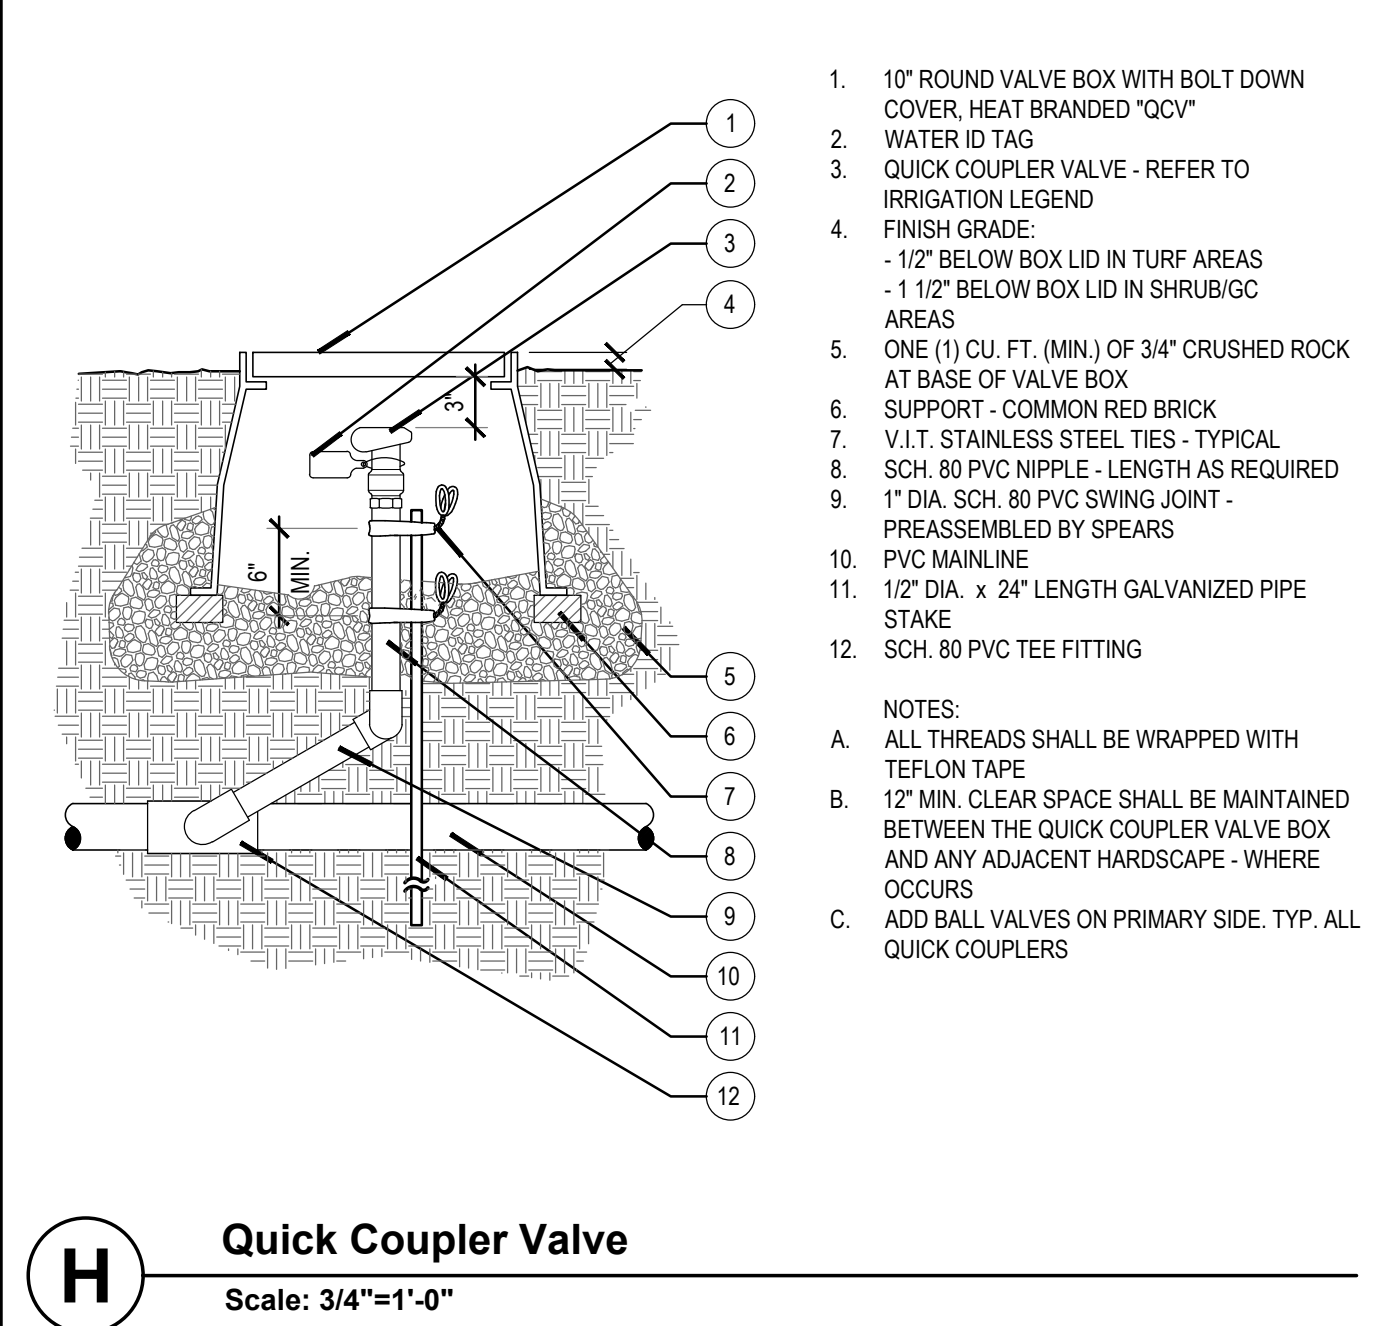 1
2
3
4
3"
6"
MIN.
5
6
7
8
9
10
11
12
1. 10" ROUND VALVE BOX WITH BOLT DOWN
COVER, HEAT BRANDED "QCV"
2. WATER ID TAG
3. QUICK COUPLER VALVE - REFER TO
IRRIGATION LEGEND
4. FINISH GRADE:
- 1/2" BELOW BOX LID IN TURF AREAS
- 1 1/2" BELOW BOX LID IN SHRUB/GC
AREAS
5. ONE (1) CU. FT. (MIN.) OF 3/4" CRUSHED ROCK
AT BASE OF VALVE BOX
6. SUPPORT - COMMON RED BRICK
7. V.I.T. STAINLESS STEEL TIES - TYPICAL
8. SCH. 80 PVC NIPPLE - LENGTH AS REQUIRED
9. 1" DIA. SCH. 80 PVC SWING JOINT -
PREASSEMBLED BY SPEARS
10. PVC MAINLINE
11. 1/2" DIA. x 24" LENGTH GALVANIZED PIPE
STAKE
12. SCH. 80 PVC TEE FITTING
NOTES:
A. ALL THREADS SHALL BE WRAPPED WITH
TEFLON TAPE
B. 12" MIN. CLEAR SPACE SHALL BE MAINTAINED
BETWEEN THE QUICK COUPLER VALVE BOX
AND ANY ADJACENT HARDSCAPE - WHERE
OCCURS
C. ADD BALL VALVES ON PRIMARY SIDE. TYP. ALL
QUICK COUPLERS
H
Quick Coupler Valve
Scale: 3/4"=1'-0"